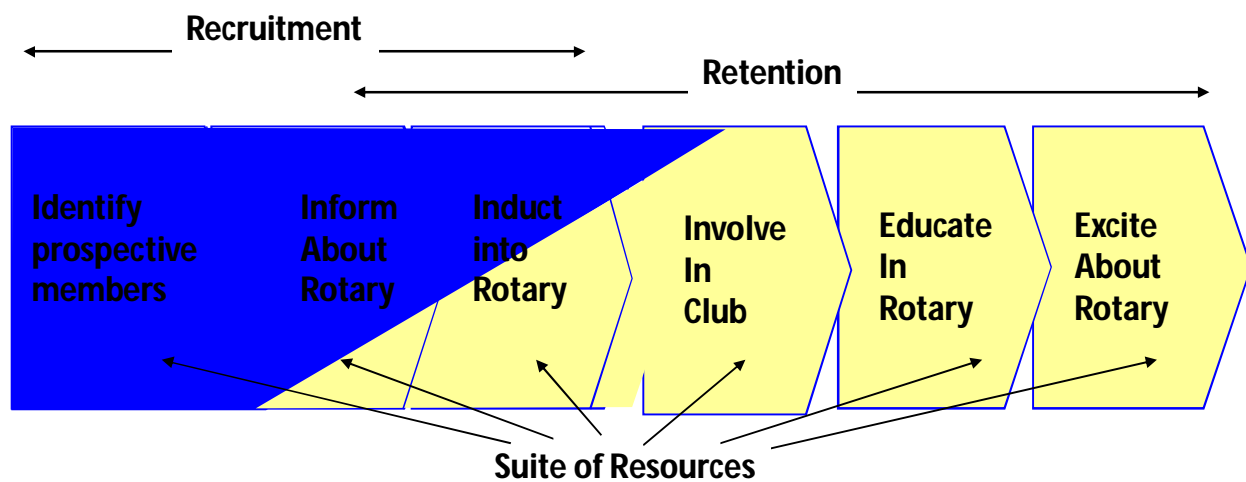 Recruitment
Retention
Identify
prospective
members
Inform
About
Rotary
Induct
into
Rotary
Involve
In
Club
Educate
In
Rotary
Excite
About
Rotary
Suite of Resources